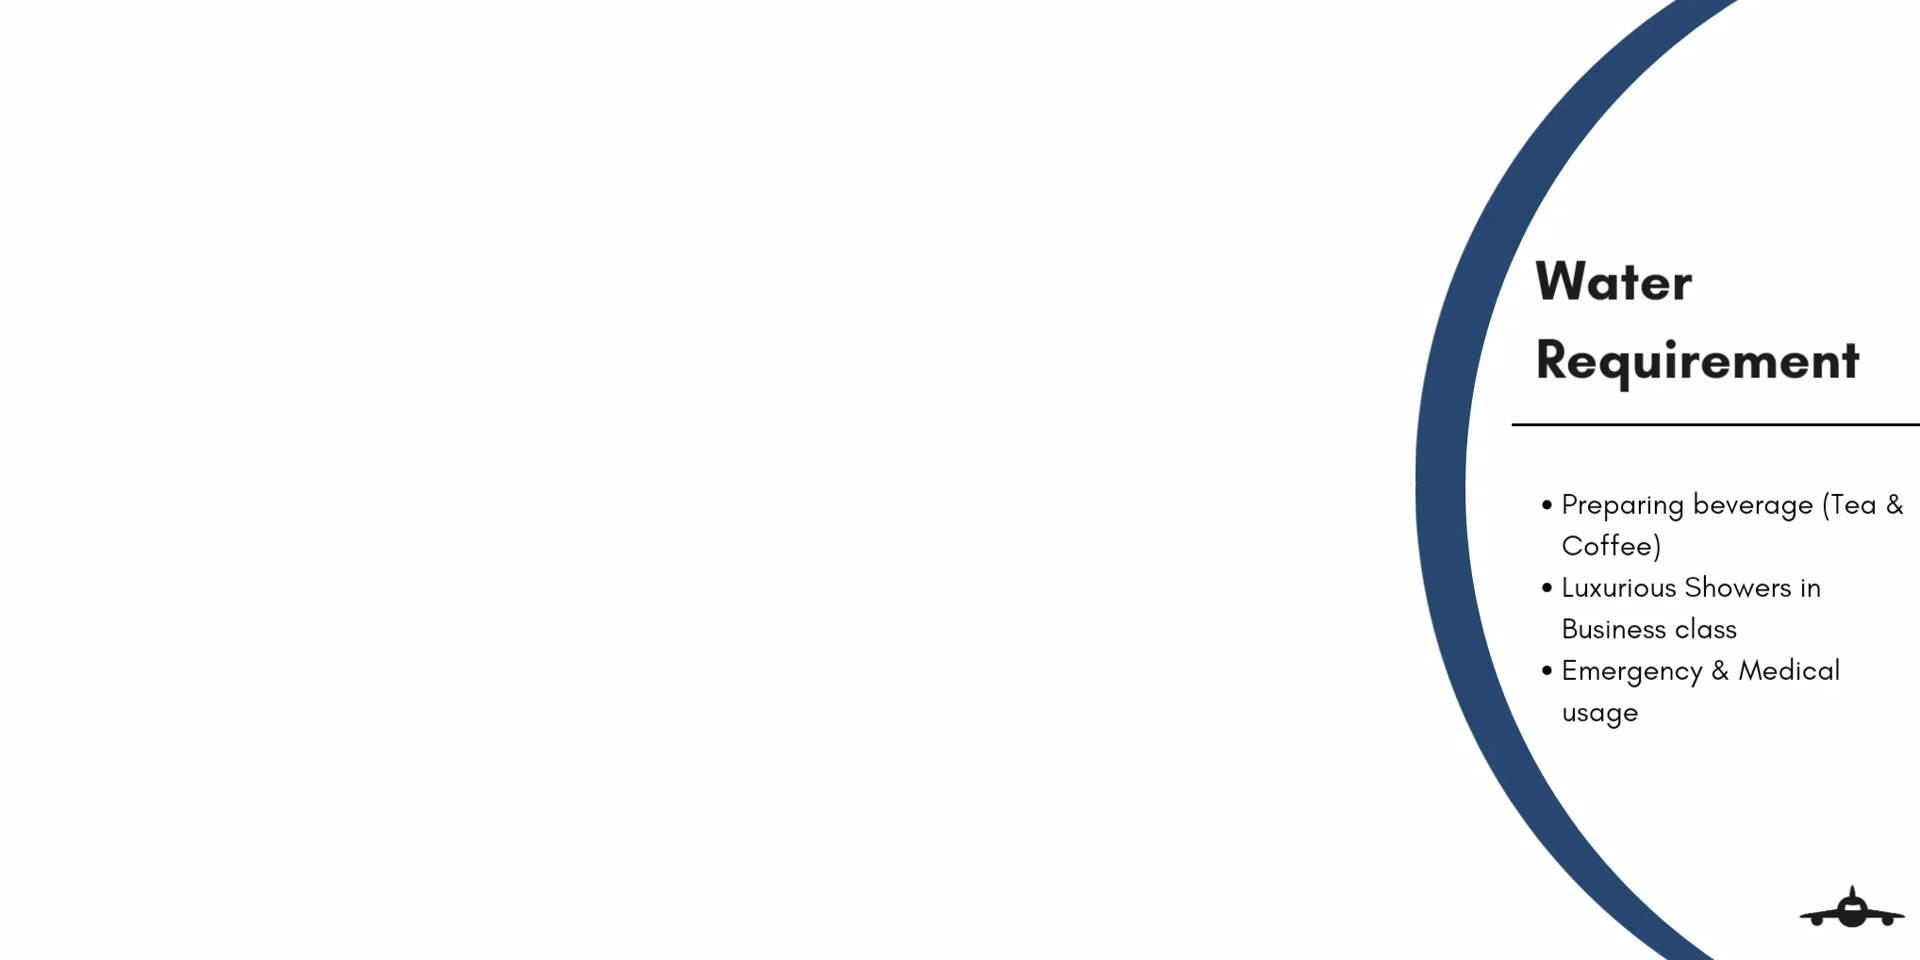 Water
Requirement
• Preparing beverage (Tea &
Coffee)
• Luxurious Showers in
Business class
• Emergency & Medical
usage